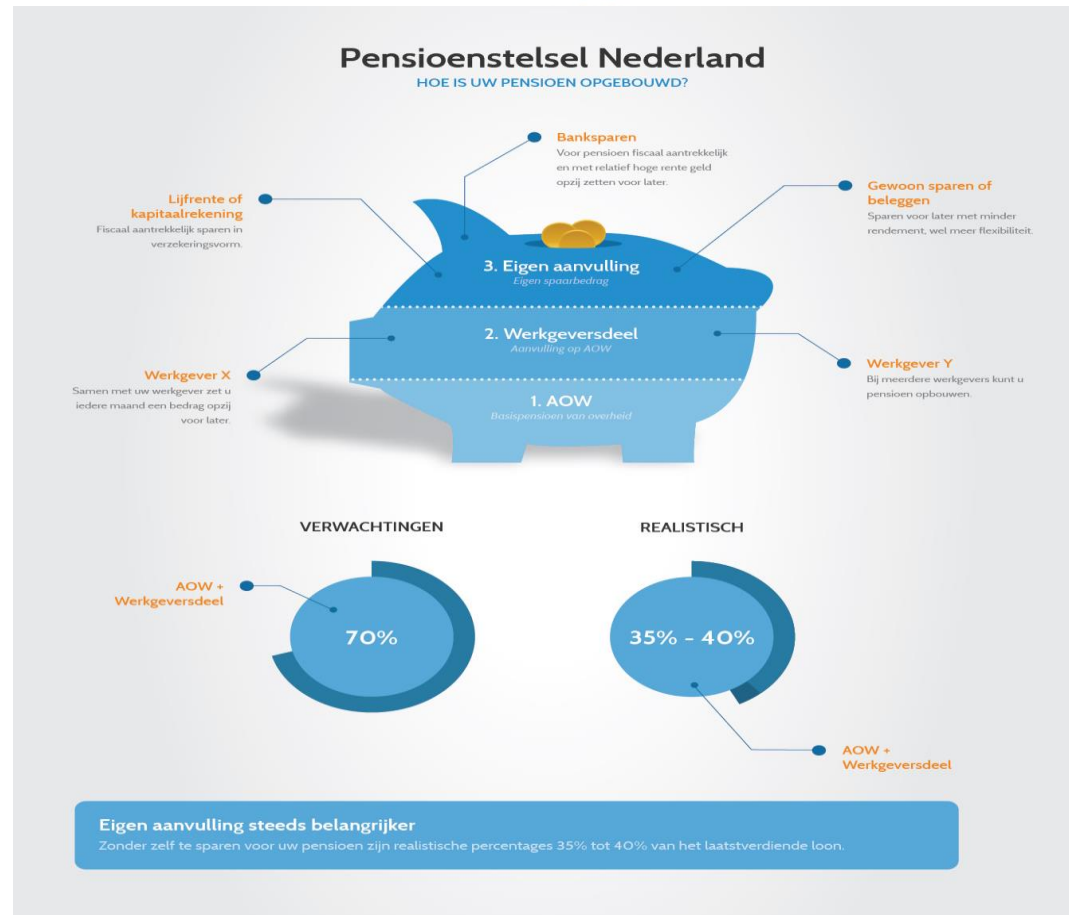 Pensioenstelsel Nederland
HOE IS UW PENSIOEN OPGEBOUWD?
Banksparen
Voor pensioen fiscaal aantrekkelijk
en met relatief hoge rente geld
opzij zetten voor later.
Lijfrente of
kapitaalrekening
Fiscaal aantrekkelijk sparen in
verzekeringsvorm.
Gewoon sparen of
beleggen
Sparen voor later met minder
rendement, wel meer flexibiliteit.
3. Eigen aanvulling
Eigen spaarbedrag
2. Werkgeversdeel
Aanvulling op AOW
1. AOW
Basispensioen van overheid
Werkgever X
Samen met uw werkgever zet u
iedere maand een bedrag opzij
voor later.
Werkgever Y
Bij meerdere werkgevers kunt u
pensioen opbouwen.
VERWACHTINGEN
AOW +
Werkgeversdeel
70%
REALISTISCH
35% - 40%
AOW +
Werkgeversdeel
Eigen aanvulling steeds belangrijker
Zonder zelf te sparen voor uw pensioen zijn realistische percentages 35% tot 40% van het laatstverdiende loon.